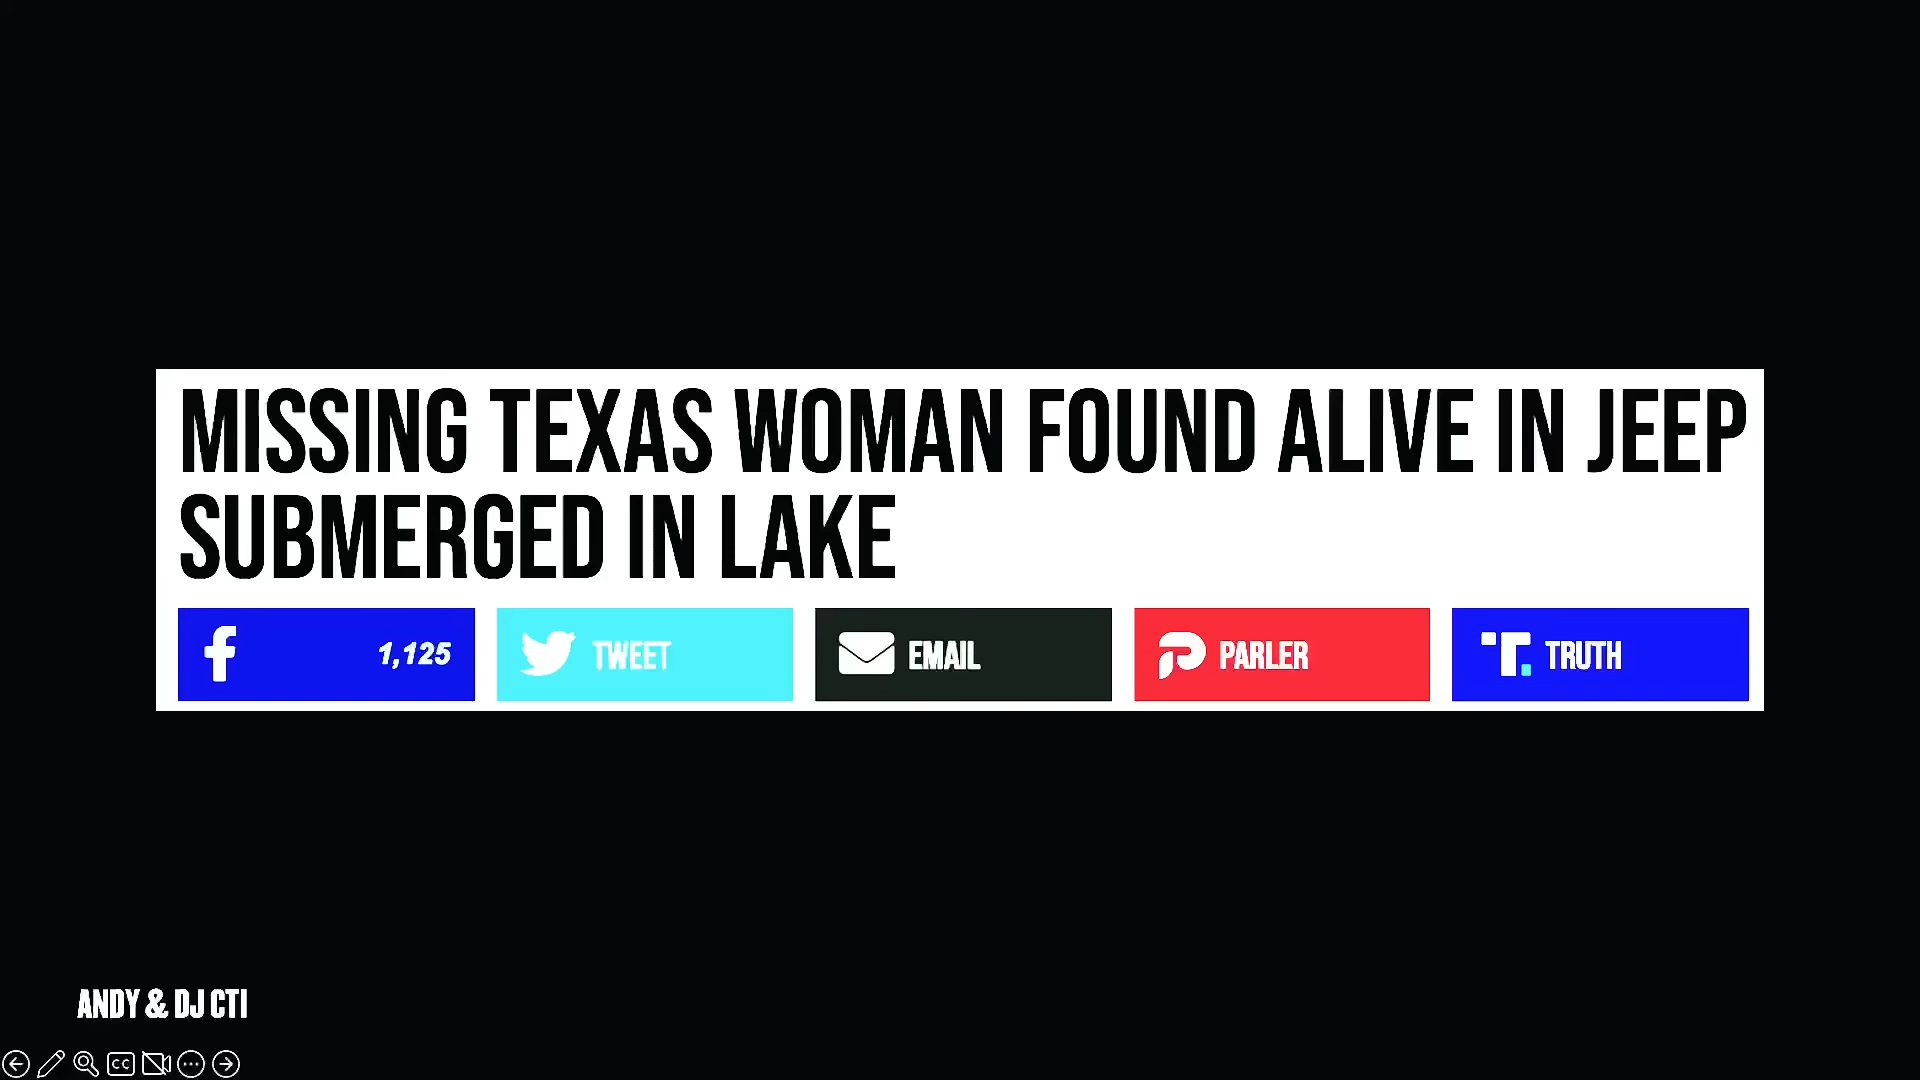 MISSING TEXAS WOMAN FOUND ALIVE IN JEEP
SUBMERGED IN LAKE
1,125 TWEET EMAIL PARLER TRUTH
ANDY & DJ CTI
CC